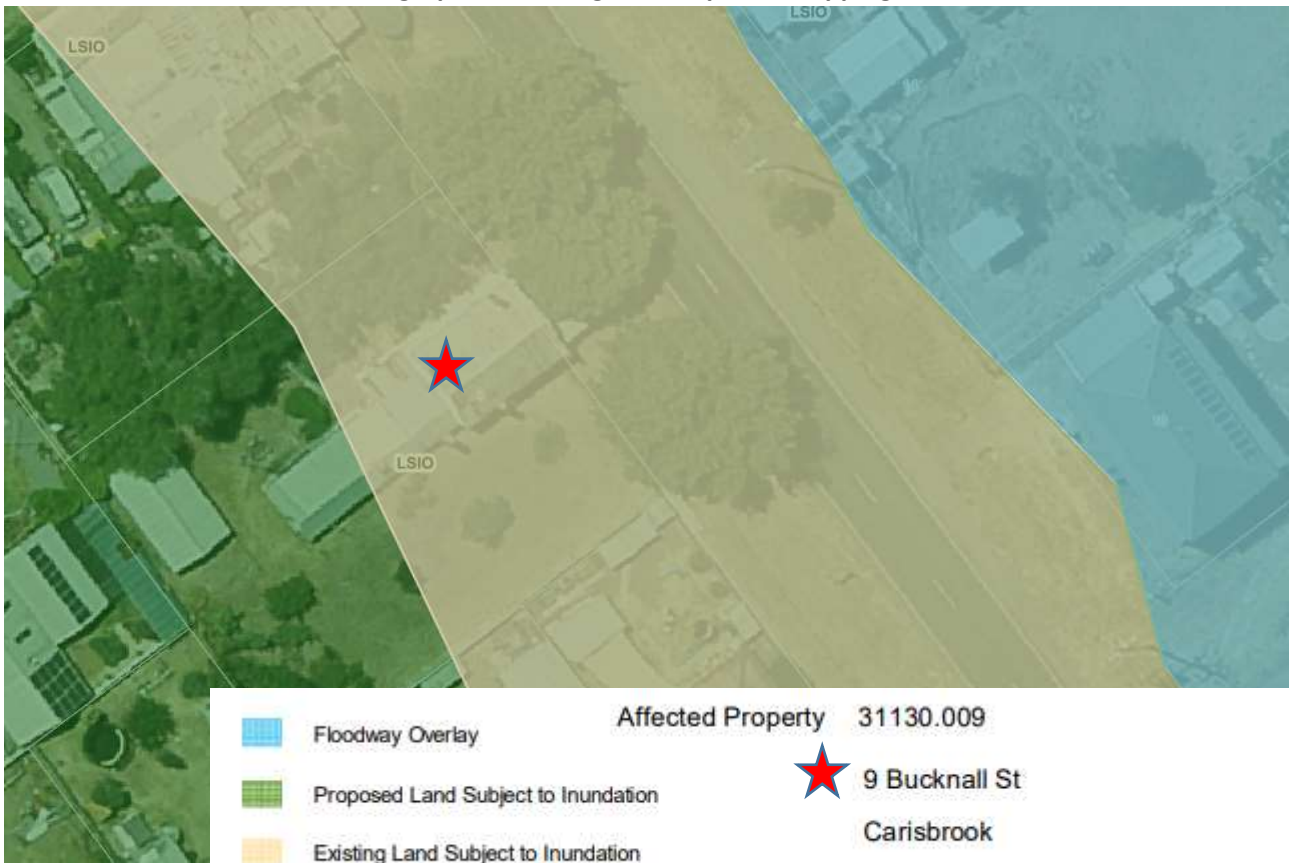 LSIO
LSIO
LSIO
Floodway Overlay
Proposed Land Subject to Inundation
Existing Land Subject to Inundation
Affected Property 31130.009
9 Bucknall St
Carisbrook